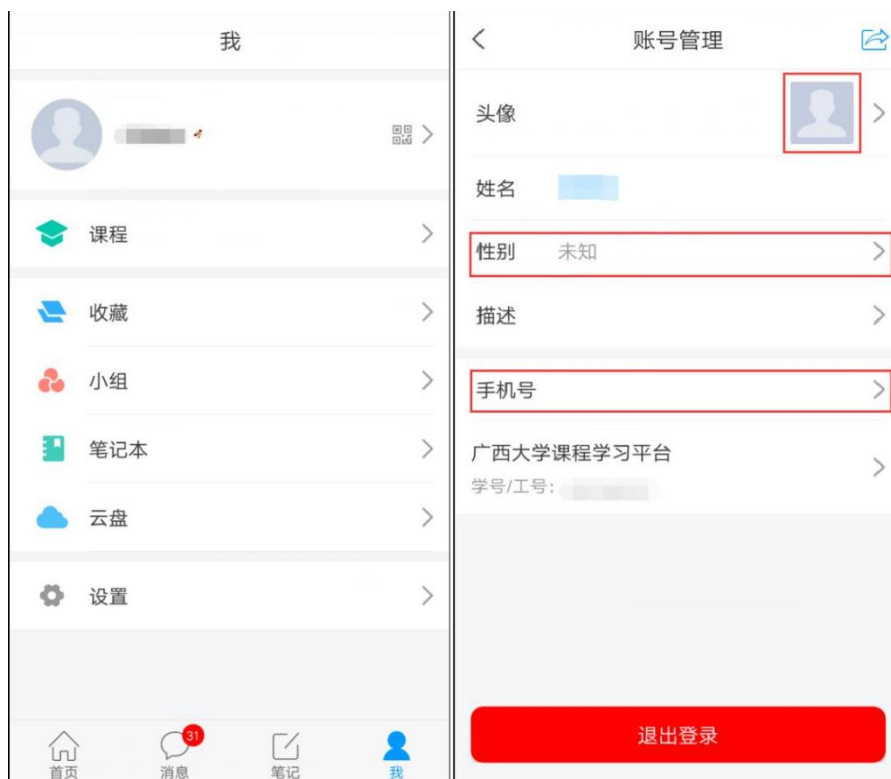 我
课程
收藏
小组
笔记本
云盘
设置
首页
31
消息
笔记
我
账号管理
头像
姓名
性别 未知
描述
手机号
广西大学课程学习平台
学号/工号:
退出登录